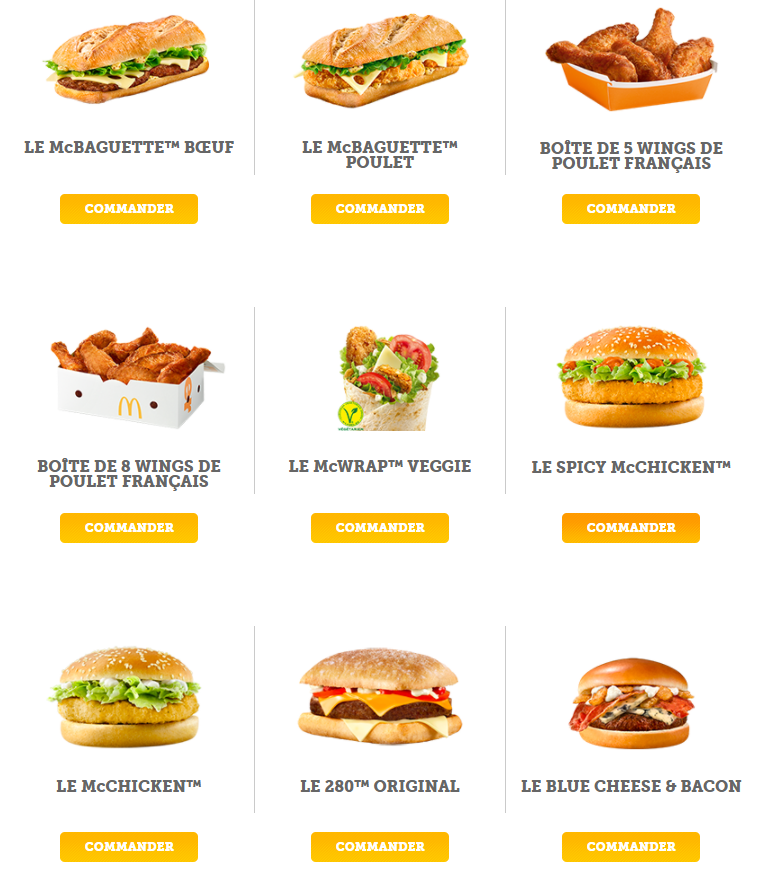 LE McBAGUETTE™ BŒUF
LE McBAGUETTE™
POULET
BOÎTE DE 5 WINGS DE
POULET FRANÇAIS
COMMANDER
COMMANDER
COMMANDER
BOÎTE DE 8 WINGS DE
POULET FRANÇAIS
LE McWRAP™ VEGGIE
LE SPICY McCHICKEN™
COMMANDER
COMMANDER
COMMANDER
LE McCHICKEN™
LE 280™ ORIGINAL
LE BLUE CHEESE & BACON
COMMANDER
COMMANDER
COMMANDER